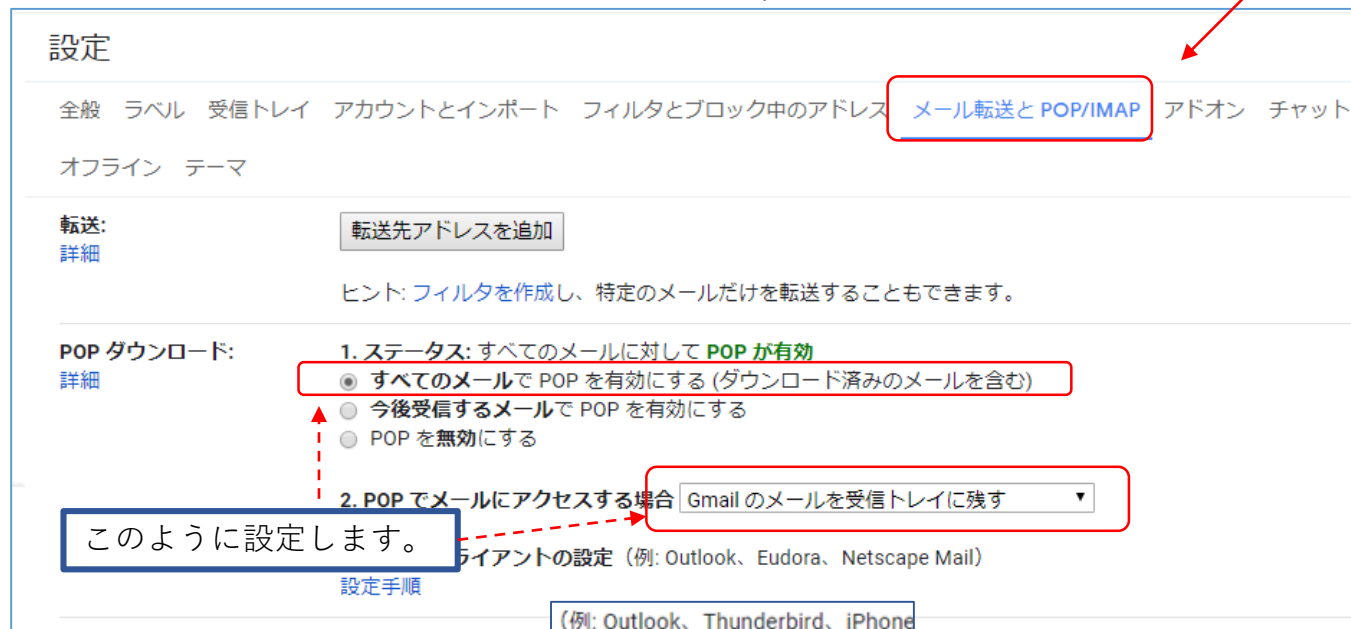 設定
全般 ラベル 受信トレイ アカウントとインポート フィルタとブロック中のアドレス メール転送と POP/IMAP アドオン チャット
オフライン テーマ
転送:
転送先アドレスを追加
詳細
ヒント: フィルタを作成し、特定のメールだけを転送することもできます。
POP ダウンロード:
1. ステータス: すべてのメールに対して POP が有効
詳細
すべてのメールで POP を有効にする (ダウンロード済みのメールを含む)
今後受信するメールで POP を有効にする
POP を無効にする
2. POP でメールにアクセスする場合 Gmail のメールを受信トレイに残す
このように設定します。
ライアントの設定（例: Outlook、Eudora、Netscape Mail）
設定手順
（例: Outlook、Thunderbird、iPhone